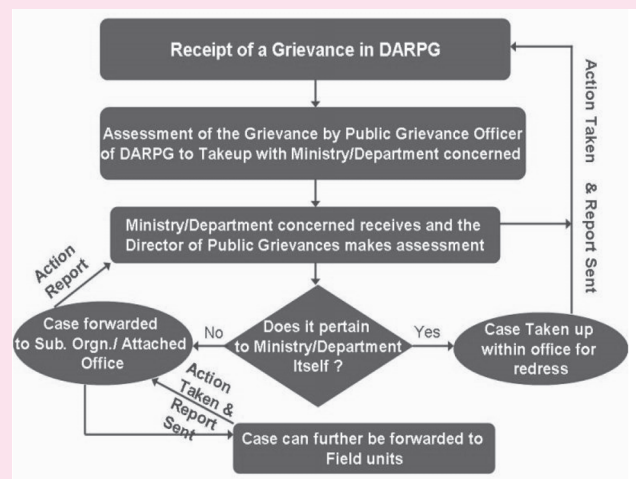 Receipt of a Grievance in DARPG
Assessment of the Grievance by Public Grievance Officer
of DARPG to Takeup with Ministry/Department concerned
Ministry/Department concerned receives and the
Director of Public Grievances makes assessment
Action Taken & Report Sent
Action
Report
Case forwarded
to Sub. Orgn./ Attached
Office
No
Does it pertain
to Ministry/Department
Itself ?
Yes
Case Taken up
within office for
redress
Action
Taken &
Report
Sent
Case can further be forwarded to
Field units